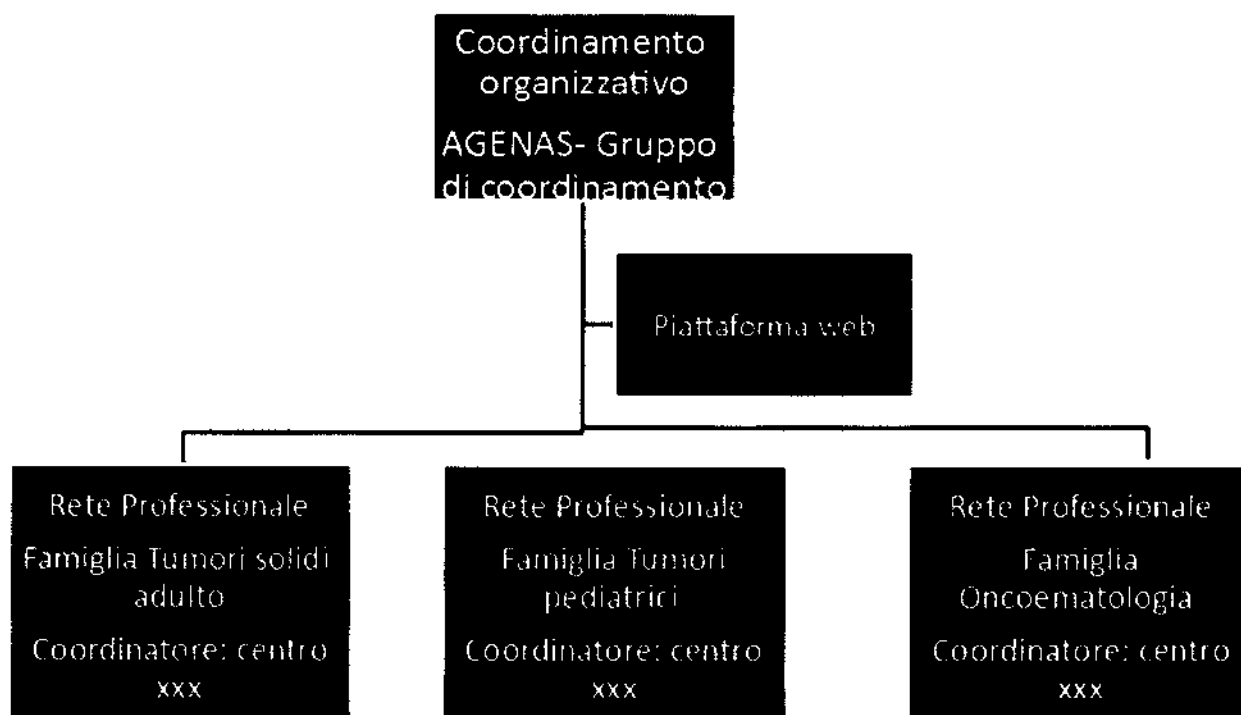 Coordinamento
organizzativo
AGENAS- Gruppo
di coordinamento
Piattaforma web
Rete Professionale
Famiglia Tumori solidi
adulto
Coordinatore: centro
xxx
Rete Professionale
Famiglia Tumori
pediatrici
Coordinatore: centro
xxx
Rete Professionale
Famiglia
Oncoematologia
Coordinatore: centro
xxx